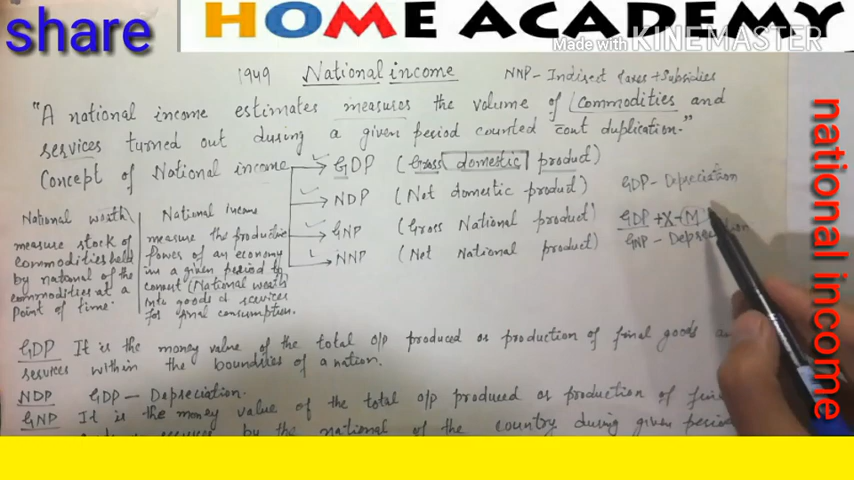 share
HOME ACADEMY
Made with KINEMASTER
1949 National income NNP - Indirect Taxes + Subsidies
"A national income estimates measures the volume of commodities and
services turned out during a given period counted out duplication."
Concept of National income
GDP (Gross domestic product)
NDP (Net domestic product) GDP - Depreciation
GNP (Gross National product) GDP + X - (M
NNP (Net National product) GNP - Depreciation
National worth
measure stock of
commodities held
by national of the
commodities at a
Point of time.
National income
measure the productive
Power of an economy
in a given period to
convert National worth
into goods & services
for final consumption.
GDP It is the money value of the total o/p produced or production of final goods
services within the boundaries of a nation.
NDP GDP - Depreciation.
GNP It is the money value of the total o/p produced or production of
services by the national of the country during given period
national income